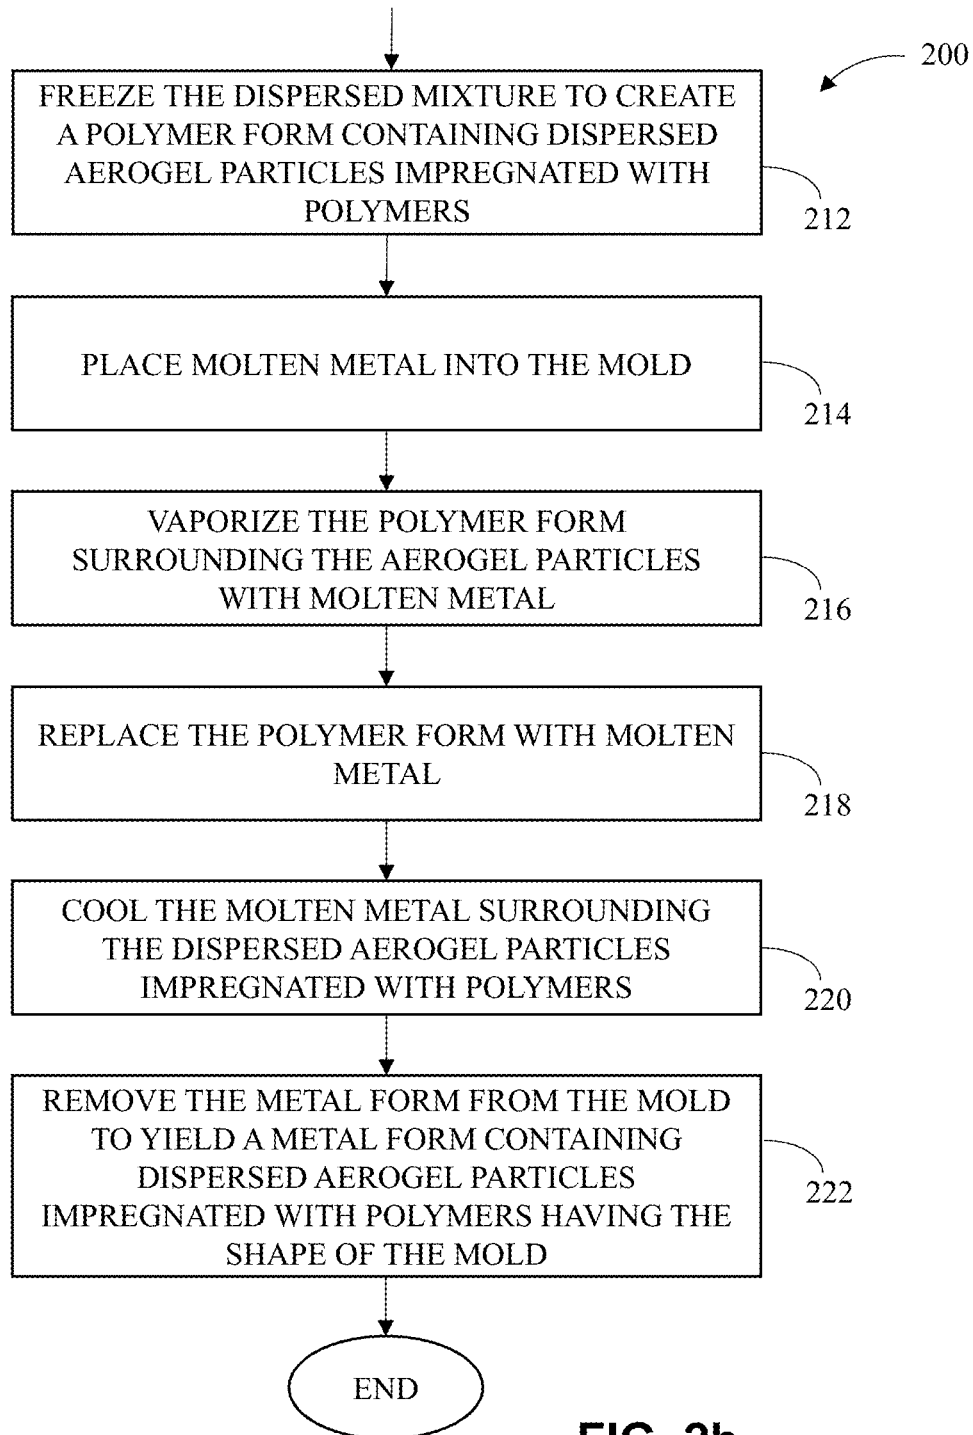 200
FREEZE THE DISPERSED MIXTURE TO CREATE
A POLYMER FORM CONTAINING DISPERSED
AEROGEL PARTICLES IMPREGNATED WITH
POLYMERS
212
PLACE MOLTEN METAL INTO THE MOLD
214
VAPORIZE THE POLYMER FORM
SURROUNDING THE AEROGEL PARTICLES
WITH MOLTEN METAL
216
REPLACE THE POLYMER FORM WITH MOLTEN
METAL
218
COOL THE MOLTEN METAL SURROUNDING
THE DISPERSED AEROGEL PARTICLES
IMPREGNATED WITH POLYMERS
220
REMOVE THE METAL FORM FROM THE MOLD
TO YIELD A METAL FORM CONTAINING
DISPERSED AEROGEL PARTICLES
IMPREGNATED WITH POLYMERS HAVING THE
SHAPE OF THE MOLD
222
END